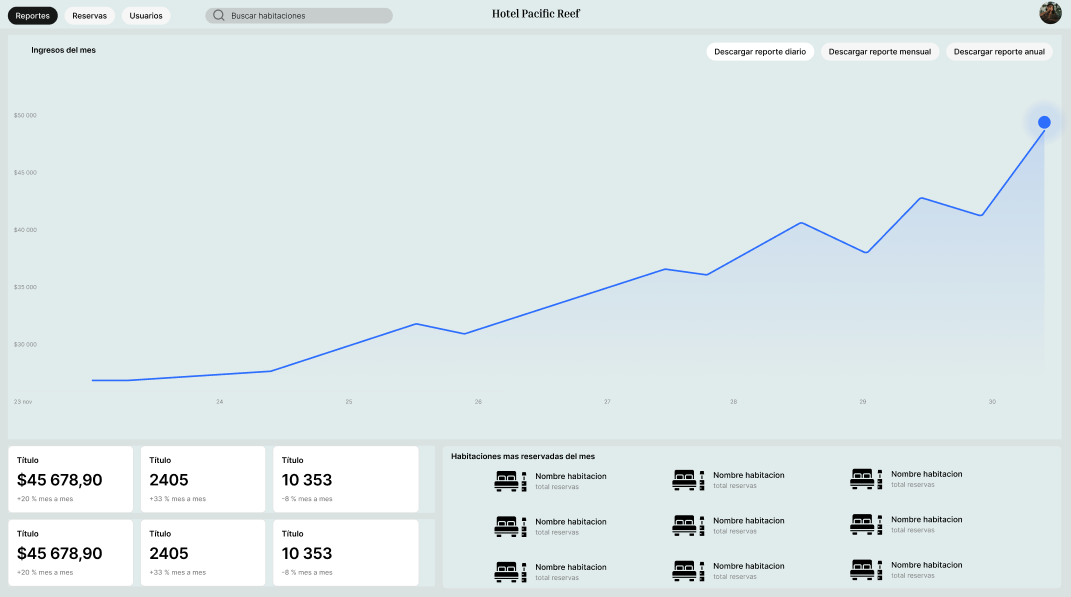 Reportes
Reservas
Usuarios
Buscar habitaciones
Hotel Pacific Reef
Ingresos del mes
Descargar reporte diario
Descargar reporte mensual
Descargar reporte anual
$50 000
$45 000
$40 000
$35 000
$30 000
23 nov
24
25
26
27
28
29
30
Título
$45 678,90
+20 % mes a mes
Título
2405
+33 % mes a mes
Título
10 353
-8 % mes a mes
Título
$45 678,90
+20 % mes a mes
Título
2405
+33 % mes a mes
Título
10 353
-8 % mes a mes
Habitaciones mas reservadas del mes
Nombre habitacion
total reservas
Nombre habitacion
total reservas
Nombre habitacion
total reservas
Nombre habitacion
total reservas
Nombre habitacion
total reservas
Nombre habitacion
total reservas
Nombre habitacion
total reservas
Nombre habitacion
total reservas
Nombre habitacion
total reservas